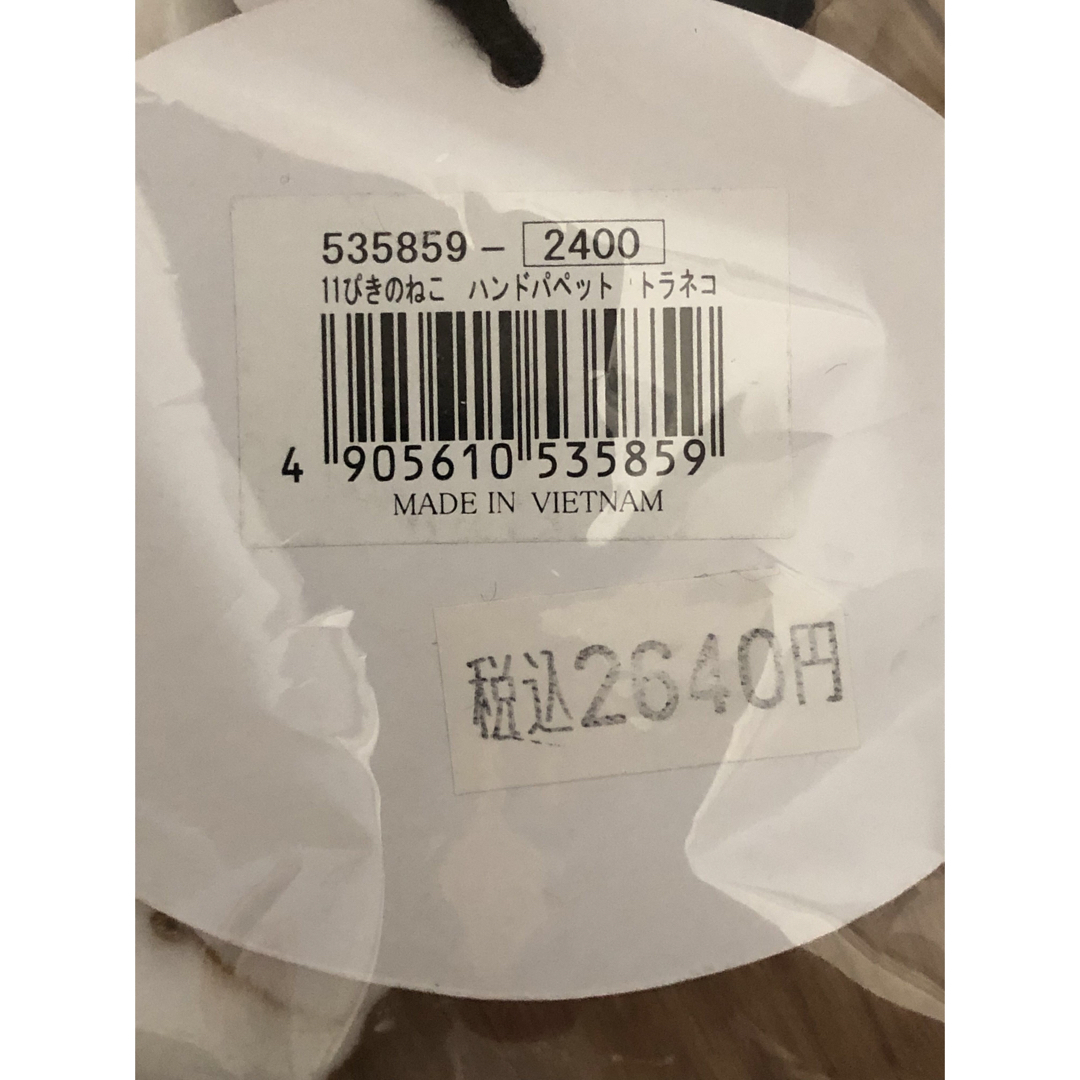 535859 – 2400
11ぴきのねこ ハンドパペット トラネコ
4 905610 535859
MADE IN VIETNAM
税込2640円